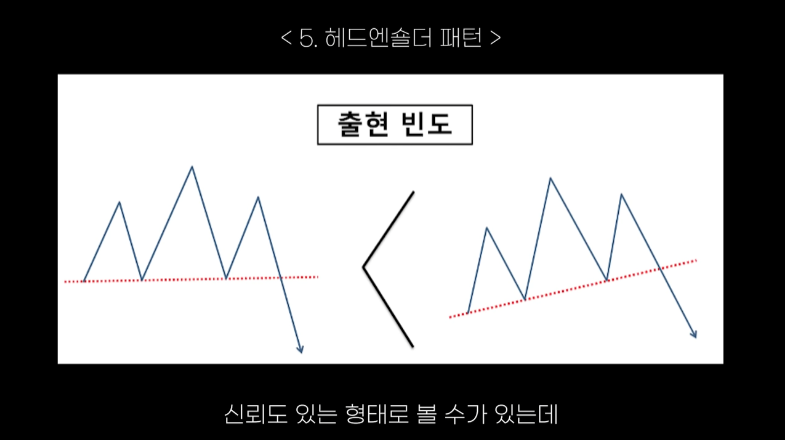 < 5. 헤드엔숄더 패턴 >
출현 빈도
신뢰도 있는 형태로 볼 수가 있는데